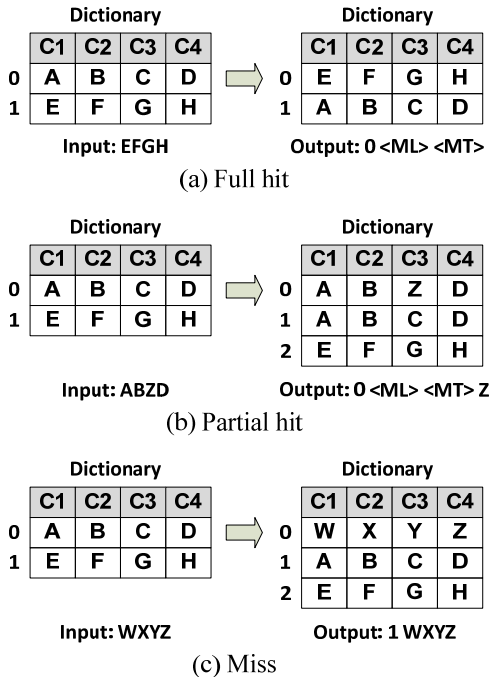 Dictionary Dictionary
C1 C2 C3 C4 C1 C2 C3 C4
0 A B C D 0 E F G H
1 E F G H 1 A B C D
Input: EFGH Output: 0 <ML> <MT>
(a) Full hit
Dictionary Dictionary
C1 C2 C3 C4 C1 C2 C3 C4
0 A B C D 0 A B Z D
1 E F G H 1 A B C D
2 E F G H
Input: ABZD Output: 0 <ML> <MT> Z
(b) Partial hit
Dictionary Dictionary
C1 C2 C3 C4 C1 C2 C3 C4
0 A B C D 0 W X Y Z
1 E F G H 1 A B C D
2 E F G H
Input: WXYZ Output: 1 WXYZ
(c) Miss